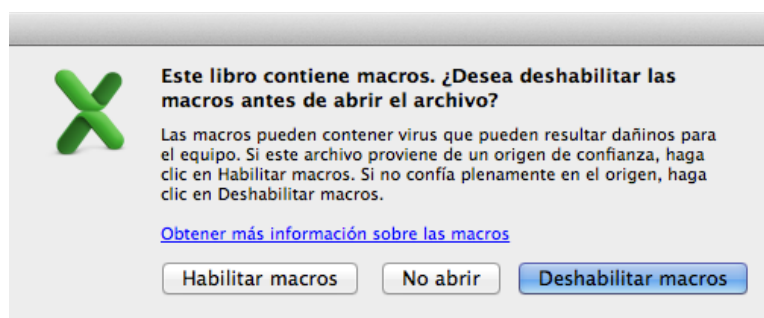 Este libro contiene macros. ¿Desea deshabilitar las
macros antes de abrir el archivo?
Las macros pueden contener virus que pueden resultar dañinos para
el equipo. Si este archivo proviene de un origen de confianza, haga
clic en Habilitar macros. Si no confía plenamente en el origen, haga
clic en Deshabilitar macros.
Obtener más información sobre las macros
Habilitar macros No abrir Deshabilitar macros